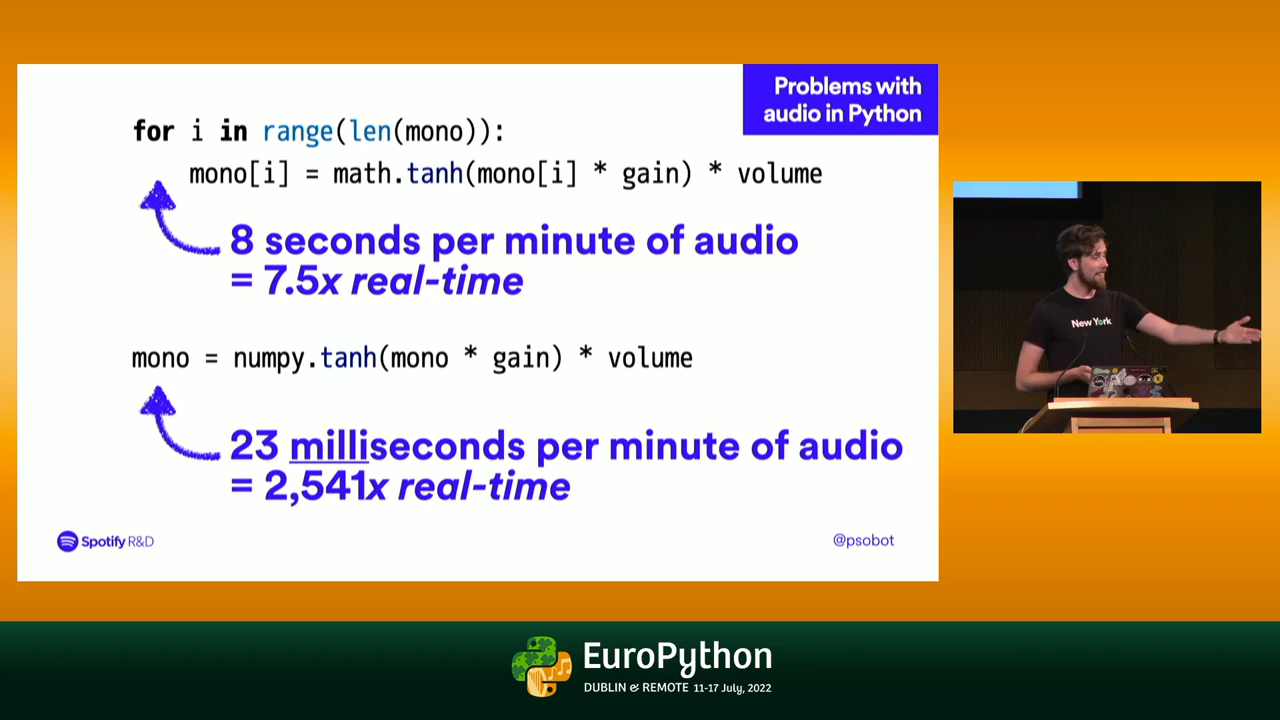 Problems with
audio in Python
for i in range(len(mono)):
mono[i] = math.tanh(mono[i] * gain) * volume
8 seconds per minute of audio
= 7.5x real-time
mono = numpy.tanh(mono * gain) * volume
23 milliseconds per minute of audio
= 2,541x real-time
Spotify R&D
@psobot
New York
EuroPython
DUBLIN & REMOTE 11-17 July, 2022